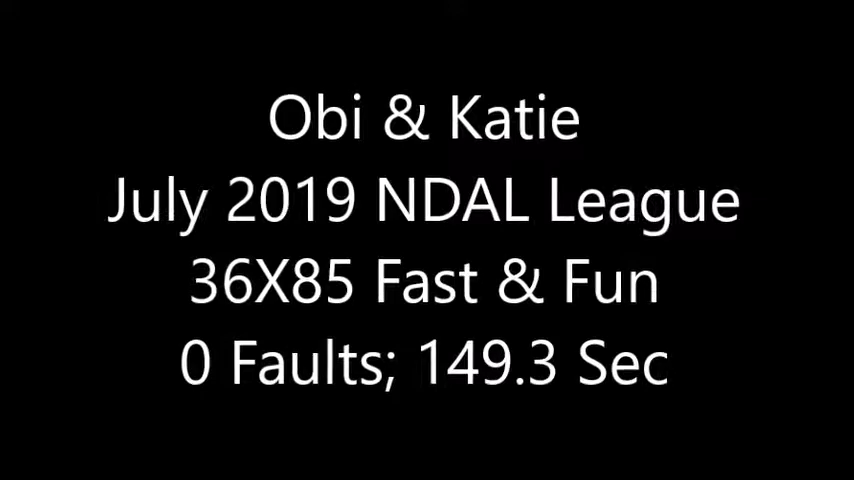 Obi & Katie
July 2019 NDAL League
36X85 Fast & Fun
0 Faults; 149.3 Sec